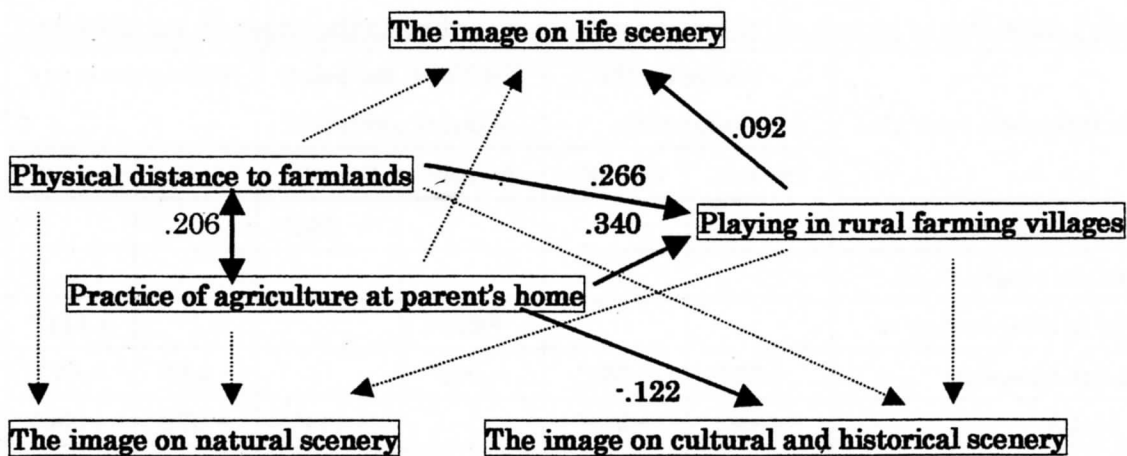 The image on life scenery
.092
Physical distance to farmlands
.266
.206
.340
Playing in rural farming villages
Practice of agriculture at parent's home
-.122
The image on natural scenery
The image on cultural and historical scenery